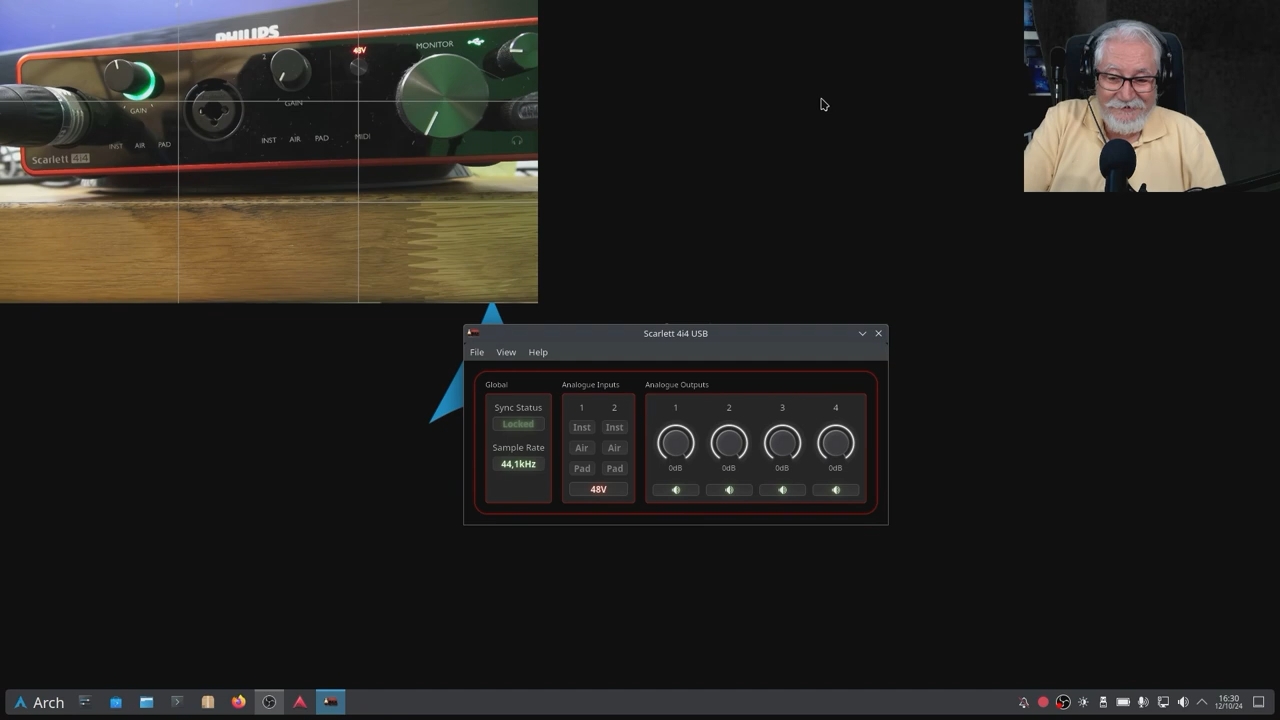 PHILIPS
48V
MONITOR
2
GAIN
GAIN
INST AIR PAD
INST AIR PAD MIDI
Scarlett 4i4
Scarlett 4i4 USB
File View Help
Global
Analogue Inputs
Analogue Outputs
Sync Status
Locked
Sample Rate
44,1kHz
1 2
Inst Inst
Air Air
Pad Pad
48V
1 2 3 4
0dB 0dB 0dB 0dB
Arch
16:30
12/10/24